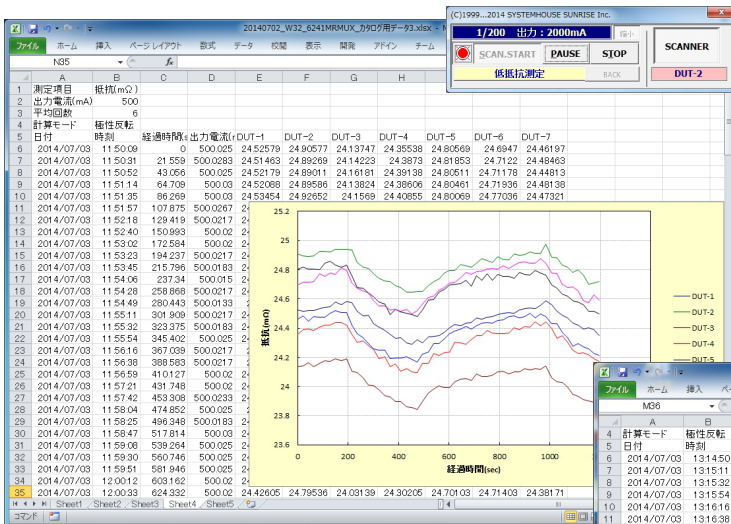 20140702_W32_6241MRMUX_カタログ用データ3.xlsx - M
ファイル ホーム 挿入 ページ レイアウト 数式 データ 校閲 表示 開発 アドイン チーム
N35 fx
A B C D E F G H
1 測定項目 抵抗(mΩ)
2 出力電流(mA) 500
3 平均回数 6
4 計算モード 極性反転
5 日付 時刻 経過時間(s 出力電流(r DUT-1 DUT-2 DUT-3 DUT-4 DUT-5 DUT-6 DUT-7
6 2014/07/03 11:50:09 0 500.025 24.52579 24.90577 24.13747 24.35538 24.80569 24.6947 24.46197
7 2014/07/03 11:50:31 21.559 500.0283 24.51463 24.89269 24.14223 24.3873 24.81853 24.7122 24.48463
8 2014/07/03 11:50:52 43.056 500.025 24.52179 24.89011 24.16181 24.39138 24.80511 24.71178 24.44813
9 2014/07/03 11:51:14 64.709 500.03 24.52088 24.89586 24.13824 24.38606 24.80461 24.71936 24.48138
10 2014/07/03 11:51:35 86.269 500.03 24.53454 24.92652 24.1569 24.40855 24.80069 24.77036 24.47321
11 2014/07/03 11:51:57 107.875 500.0267 24
12 2014/07/03 11:52:18 129.419 500.0217 24
13 2014/07/03 11:52:40 150.993 500.02 24
14 2014/07/03 11:53:02 172.584 500.02 24
15 2014/07/03 11:53:23 194.237 500.0217 24
16 2014/07/03 11:53:45 215.796 500.0183 24
17 2014/07/03 11:54:06 237.34 500.015 24
18 2014/07/03 11:54:28 258.868 500.0217 24
19 2014/07/03 11:54:49 280.443 500.0133 2
20 2014/07/03 11:55:11 301.909 500.0217 24
21 2014/07/03 11:55:32 323.375 500.0183 24
22 2014/07/03 11:55:54 345.402 500.025 24
23 2014/07/03 11:56:16 367.039 500.0217 2
24 2014/07/03 11:56:38 388.583 500.0217 2
25 2014/07/03 11:56:59 410.127 500.02 24
26 2014/07/03 11:57:21 431.748 500.02 24
27 2014/07/03 11:57:42 453.308 500.0233 24
28 2014/07/03 11:58:04 474.852 500.025 2
29 2014/07/03 11:58:25 496.348 500.0183 24
30 2014/07/03 11:58:47 517.814 500.03 24
31 2014/07/03 11:59:08 539.264 500.025 24
32 2014/07/03 11:59:30 560.746 500.025 24
33 2014/07/03 11:59:51 581.946 500.025 24
34 2014/07/03 12:00:12 603.162 500.02 24
35 2014/07/03 12:00:33 624.332 500.02 24.42605 24.79536 24.03139 24.30205 24.70103 24.71403 24.38171
Sheet1 Sheet2 Sheet3 Sheet4 Sheet5
コマンド
(C)1999...2014 SYSTEMHOUSE SUNRISE Inc.
1/200 出力：2000mA 縮小
SCAN.START PAUSE STOP
低抵抗測定 BACK
SCANNER
DUT-2
25.2
25
24.8
24.6
24.4
24.2
24
23.8
23.6
抵抗(mΩ)
0 200 400 600 800 1000
経過時間(sec)
DUT-1
DUT-2
DUT-3
DUT-4
DUT-5
ファイル ホーム 挿入 ペー
M36
A B
4 計算モード 極性反転
5 日付 時刻
6 2014/07/03 13:14:50
7 2014/07/03 13:15:11
8 2014/07/03 13:15:32
9 2014/07/03 13:15:54
10 2014/07/03 13:16:16
11 2014/07/03 13:16:38